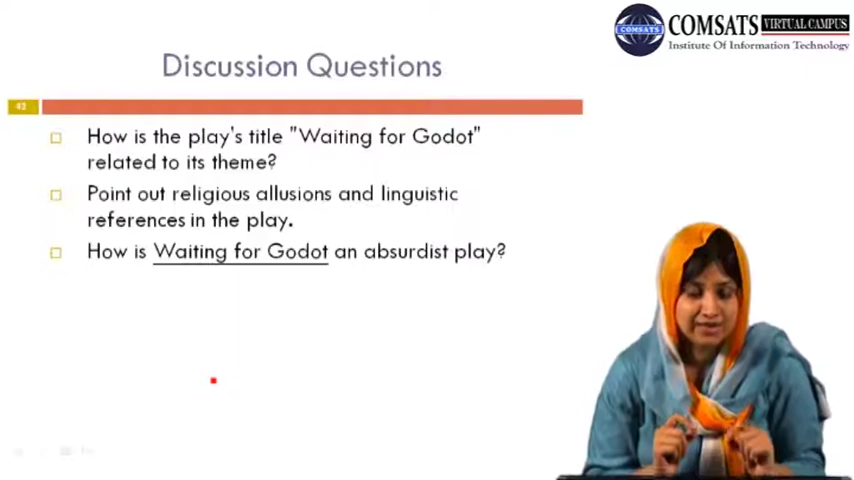 COMSATS VIRTUAL CAMPUS
Institute Of Information Technology
COMSATS
Discussion Questions
42
How is the play's title "Waiting for Godot"
related to its theme?
Point out religious allusions and linguistic
references in the play.
How is Waiting for Godot an absurdist play?